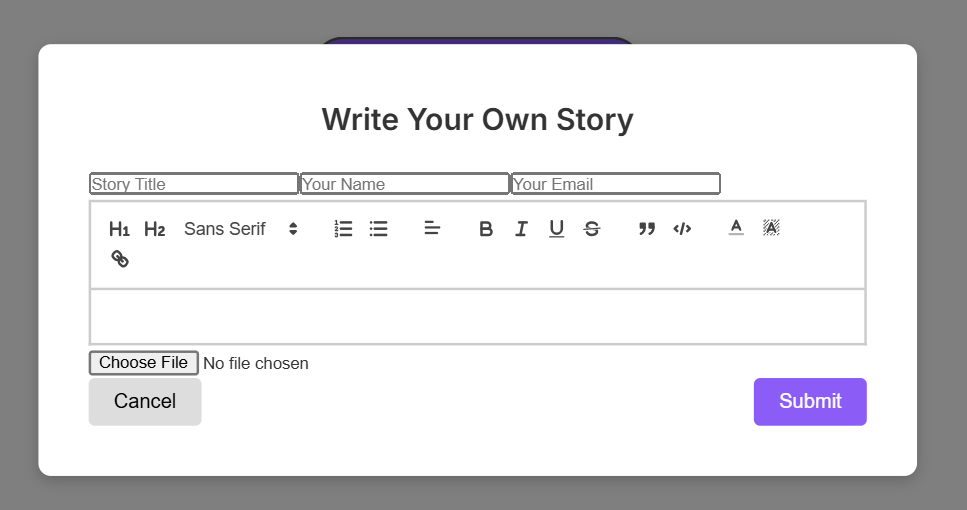 Write Your Own Story
Story Title Your Name Your Email
H1 H2 Sans Serif B I U S A A
Choose File No file chosen
Cancel Submit